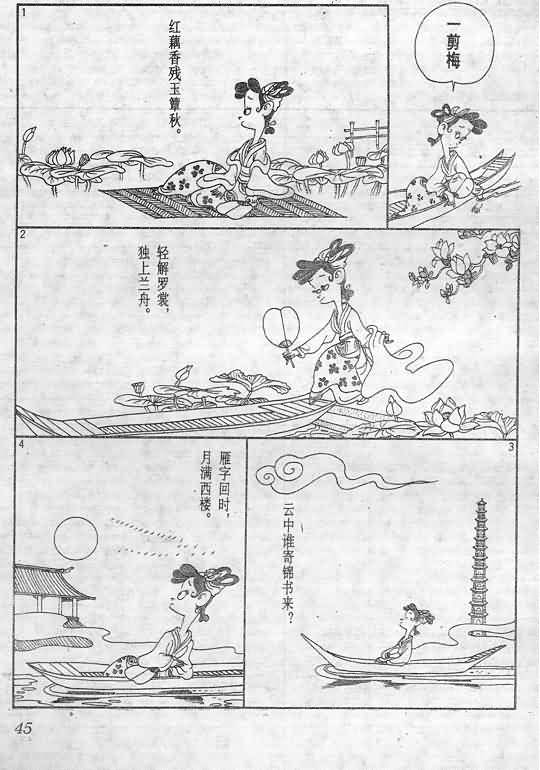 1
一剪梅
红藕香残玉簟秋。
2
轻解罗裳，
独上兰舟。
3
云中谁寄锦书来？
4
雁字回时，
月满西楼。
45